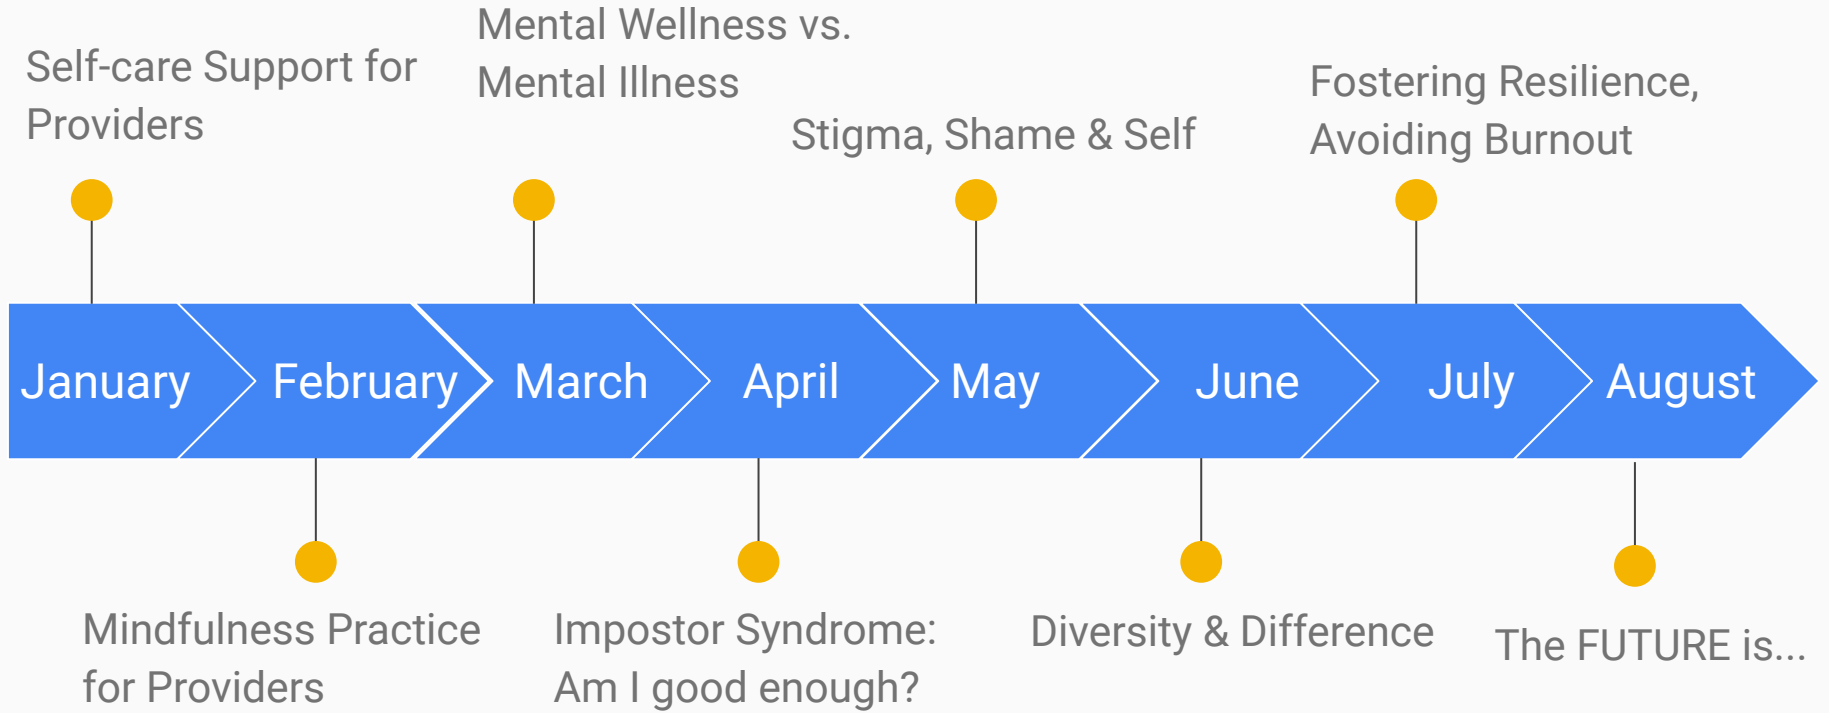 Self-care Support for
Providers
Mental Wellness vs.
Mental Illness
Stigma, Shame & Self
Fostering Resilience,
Avoiding Burnout
January
February
March
April
May
June
July
August
Mindfulness Practice
for Providers
Impostor Syndrome:
Am I good enough?
Diversity & Difference
The FUTURE is...